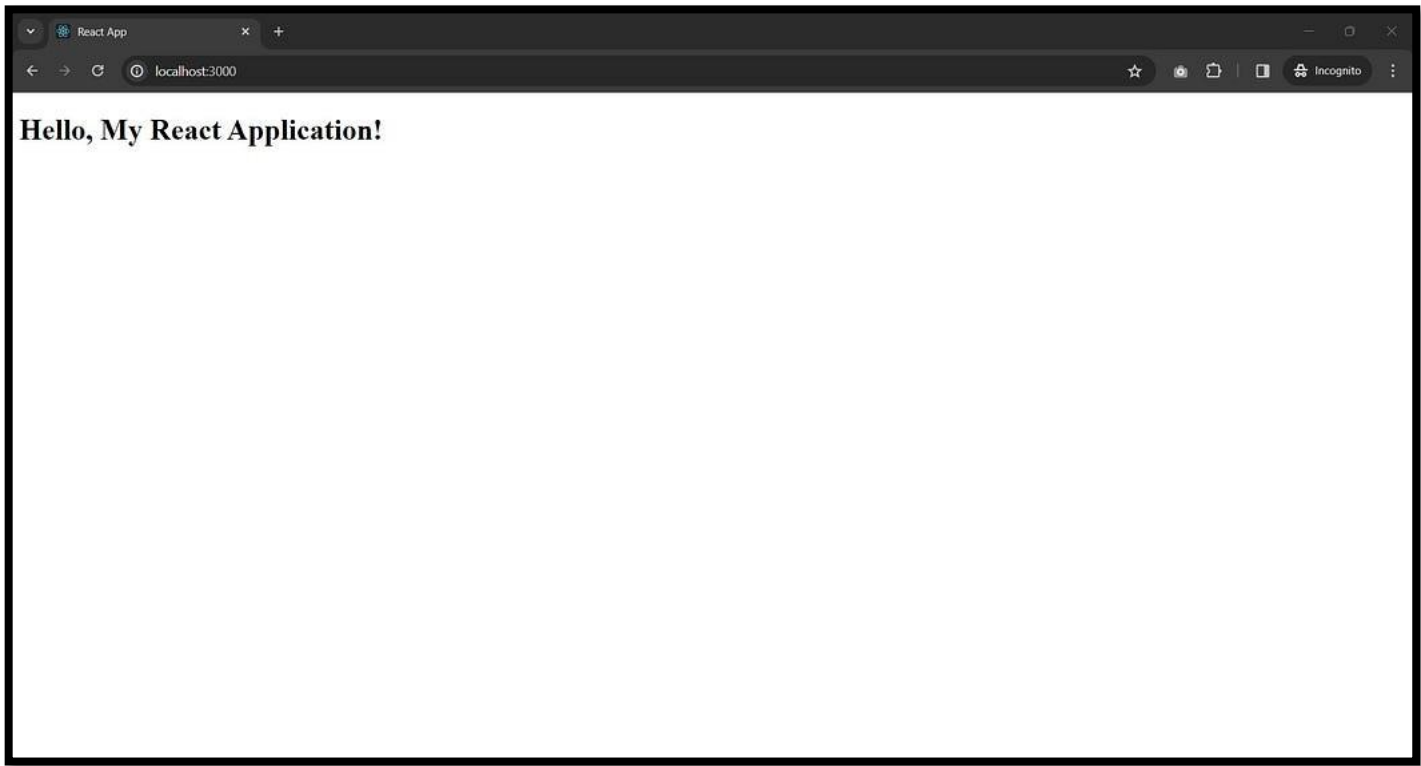 React App
localhost:3000
Incognito
Hello, My React Application!